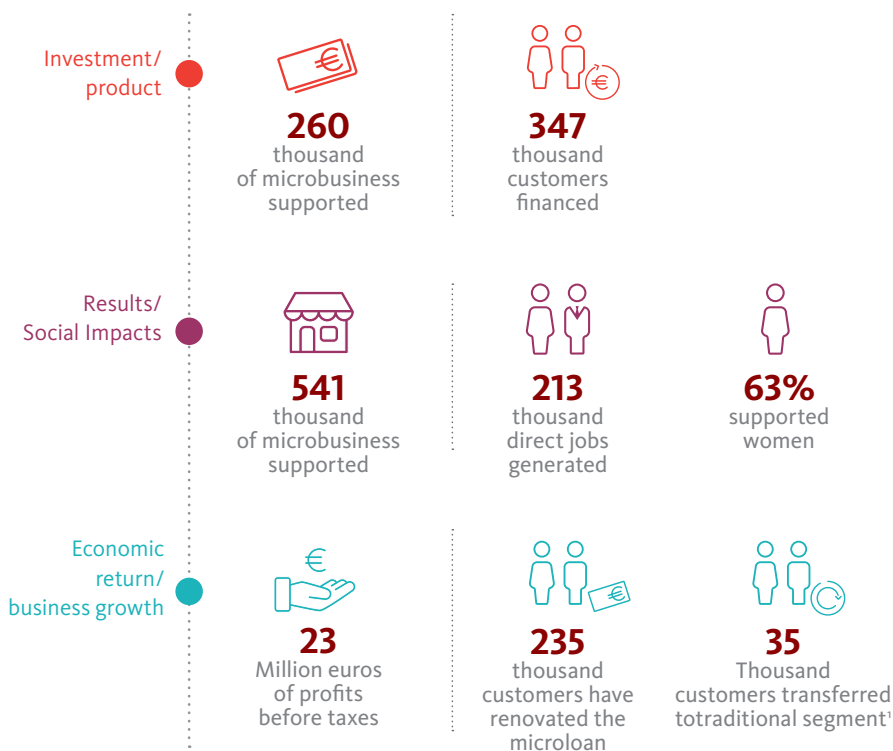 Investment/
product
260
thousand
of microbusiness
supported
347
thousand
customers
financed
Results/
Social Impacts
541
thousand
of microbusiness
supported
213
thousand
direct jobs
generated
63%
supported
women
Economic
return/
business growth
€
23
Million euros
of profits
before taxes
235
thousand
customers have
renovated the
microloan
35
Thousand
customers transferred
totraditional segment¹